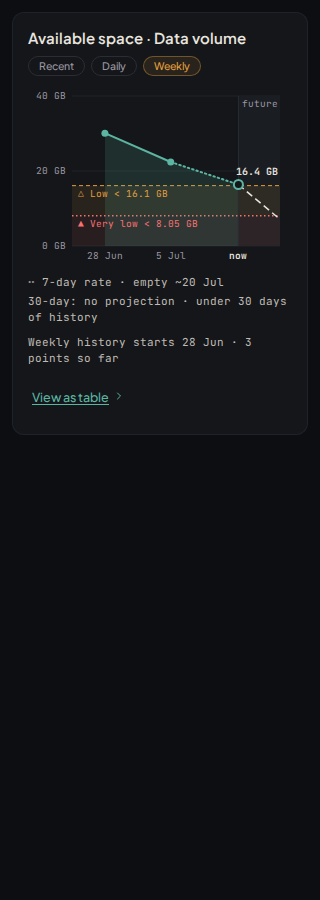 Available space · Data volume
Recent
Daily
Weekly
40 GB
future
20 GB
16.4 GB
△ Low < 16.1 GB
▲ Very low < 8.05 GB
0 GB
28 Jun
5 Jul
now
╌ 7-day rate · empty ~20 Jul
30-day: no projection · under 30 days
of history
Weekly history starts 28 Jun · 3
points so far
View as table ›